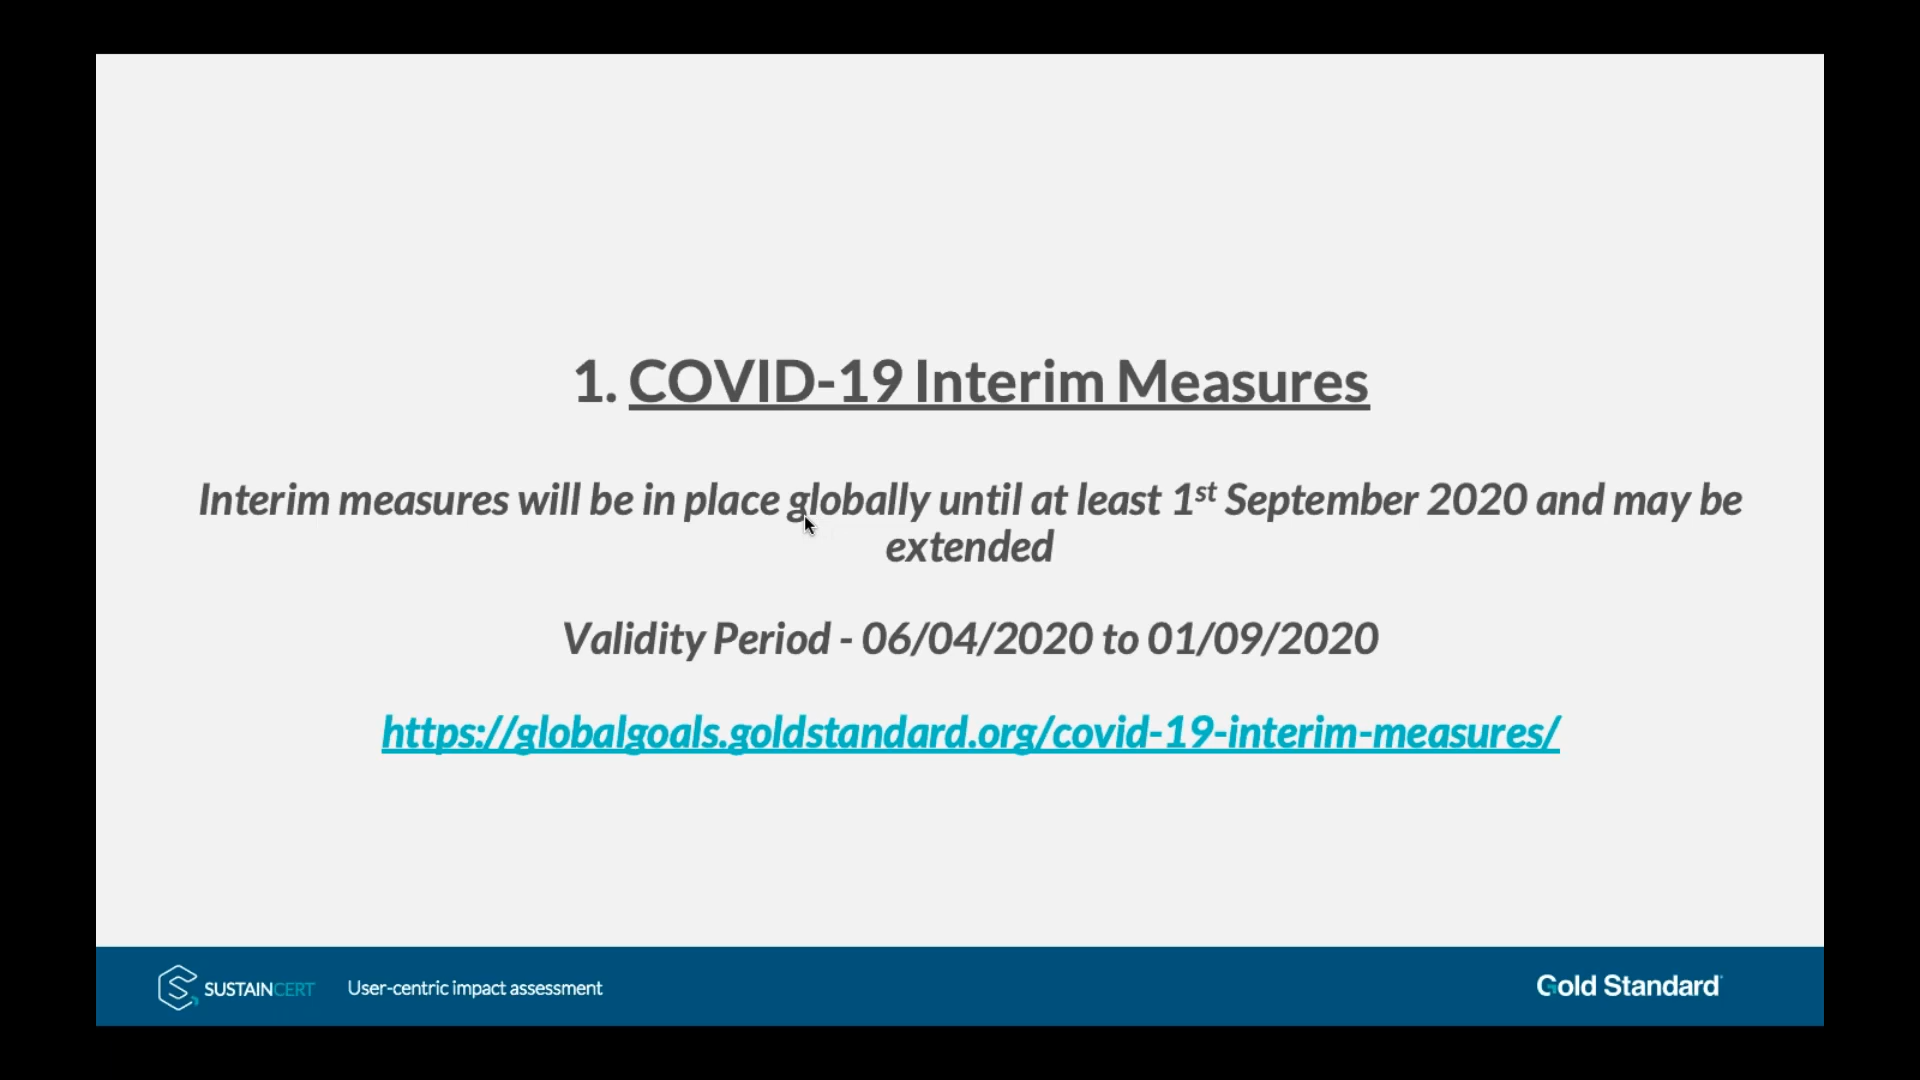 1. COVID-19 Interim Measures
Interim measures will be in place globally until at least 1st September 2020 and may be
extended
Validity Period - 06/04/2020 to 01/09/2020
https://globalgoals.goldstandard.org/covid-19-interim-measures/
SUSTAINCERT User-centric impact assessment Gold Standard